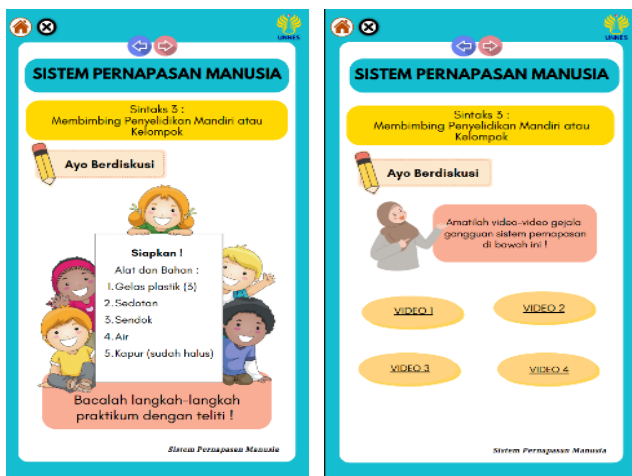 UNNES
SISTEM PERNAPASAN MANUSIA
Sintaks 3 :
Membimbing Penyelidikan Mandiri atau
Kelompok
Ayo Berdiskusi
Siapkan !
Alat dan Bahan :
1. Gelas plastik (3)
2. Sedotan
3. Sendok
4. Air
5. Kapur (sudah halus)
Bacalah langkah-langkah
praktikum dengan teliti !
Sistem Pernapasan Manusia
UNNES
SISTEM PERNAPASAN MANUSIA
Sintaks 3 :
Membimbing Penyelidikan Mandiri atau
Kelompok
Ayo Berdiskusi
Amatilah video-video gejala
gangguan sistem pernapasan
di bawah ini !
VIDEO 1
VIDEO 2
VIDEO 3
VIDEO 4
Sistem Pernapasan Manusia